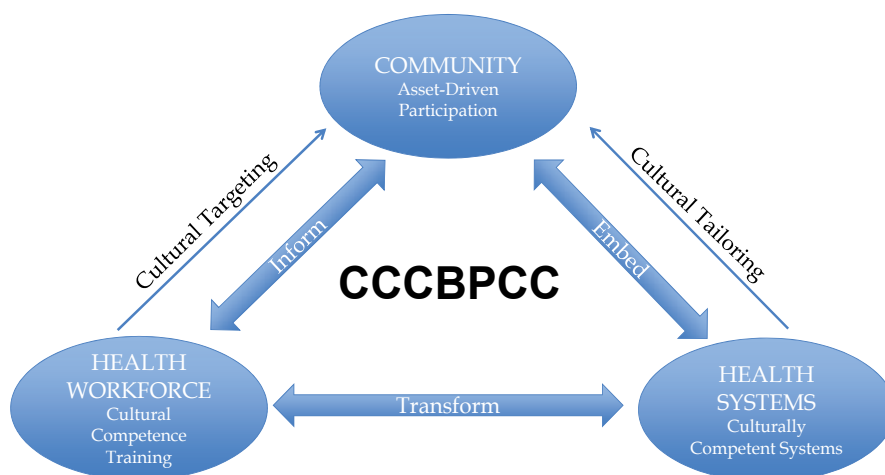 COMMUNITY
Asset-Driven
Participation
Cultural Targeting
Inform
Embed
Cultural Tailoring
CCCBPCC
HEALTH
WORKFORCE
Cultural
Competence
Training
Transform
HEALTH
SYSTEMS
Culturally
Competent Systems